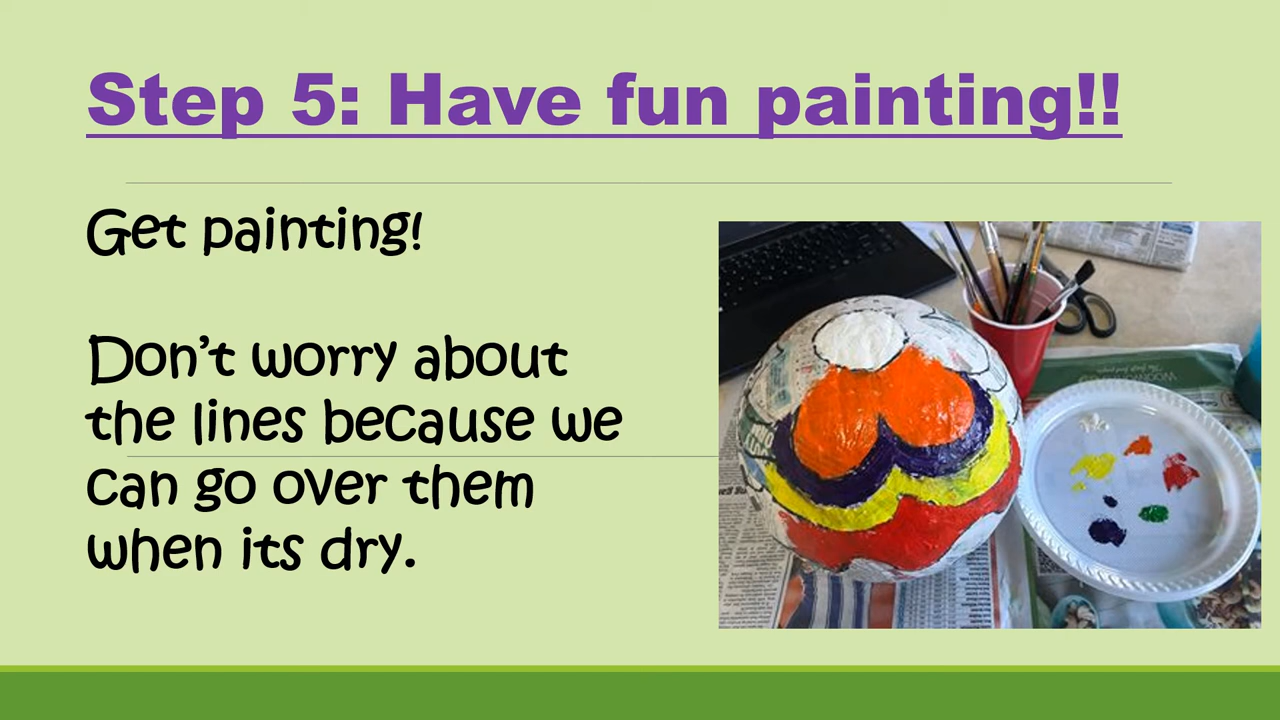 Step 5: Have fun painting!!
Get painting!
Don’t worry about
the lines because we
can go over them
when its dry.